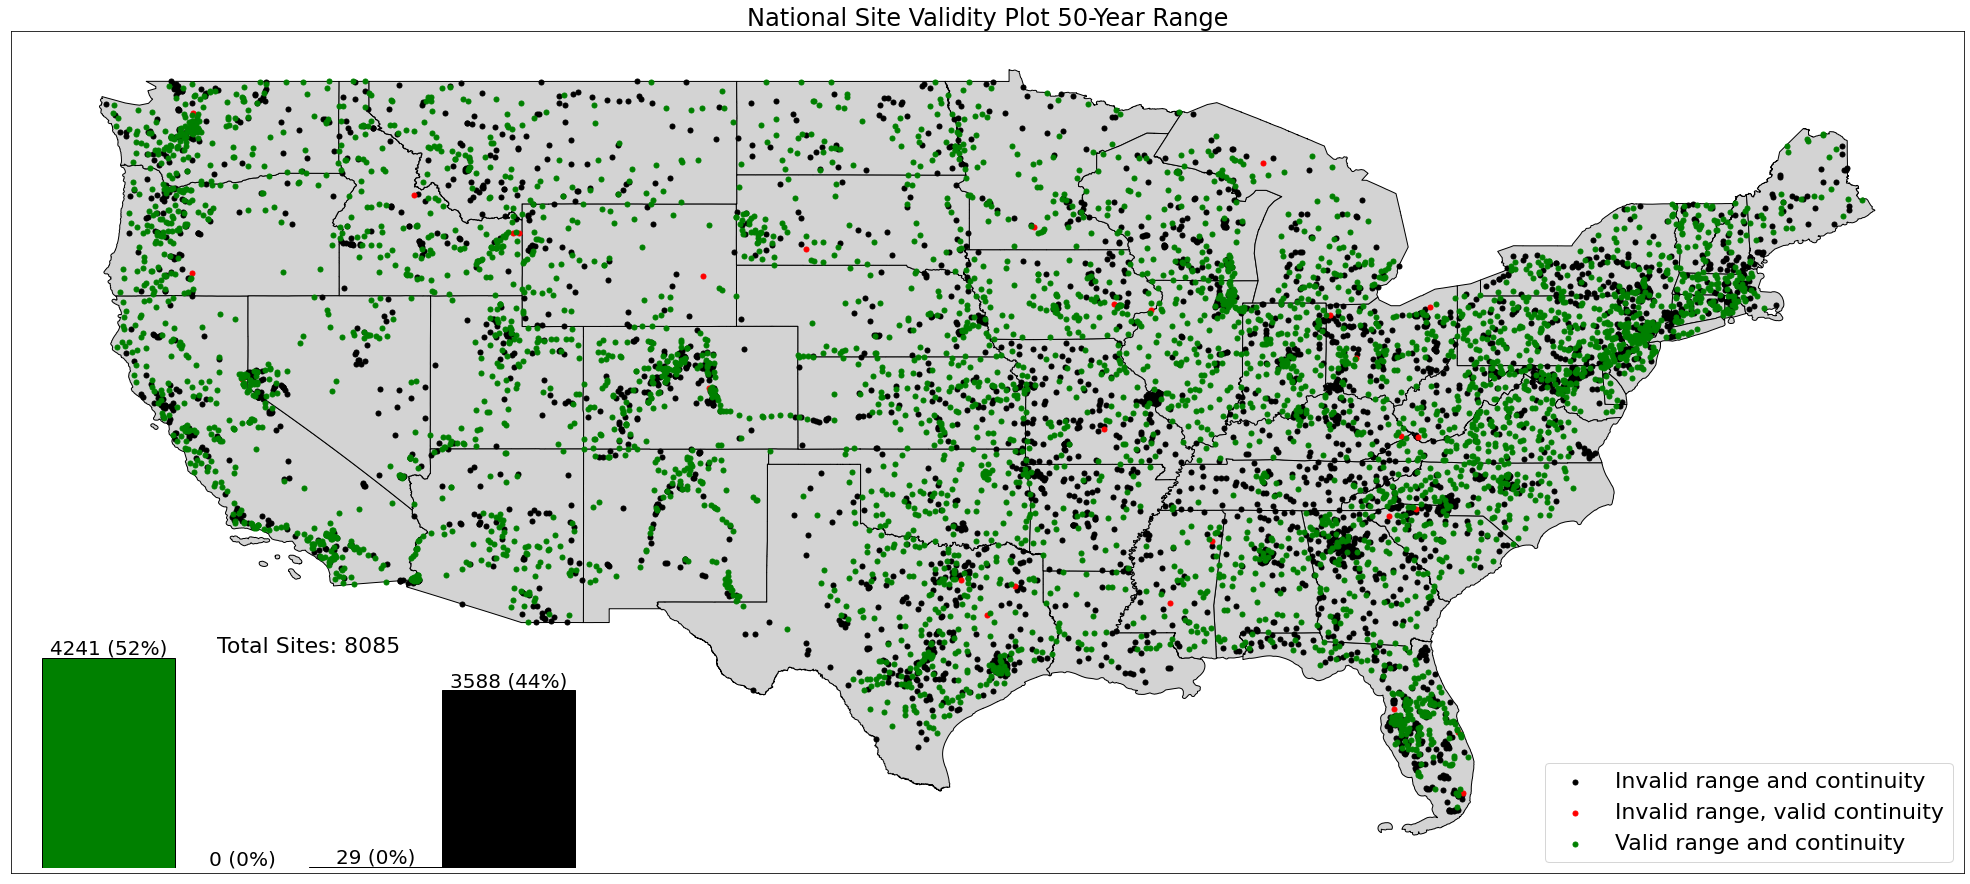 National Site Validity Plot 50-Year Range
4241 (52%)
Total Sites: 8085
3588 (44%)
0 (0%)
29 (0%)
Invalid range and continuity
Invalid range, valid continuity
Valid range and continuity